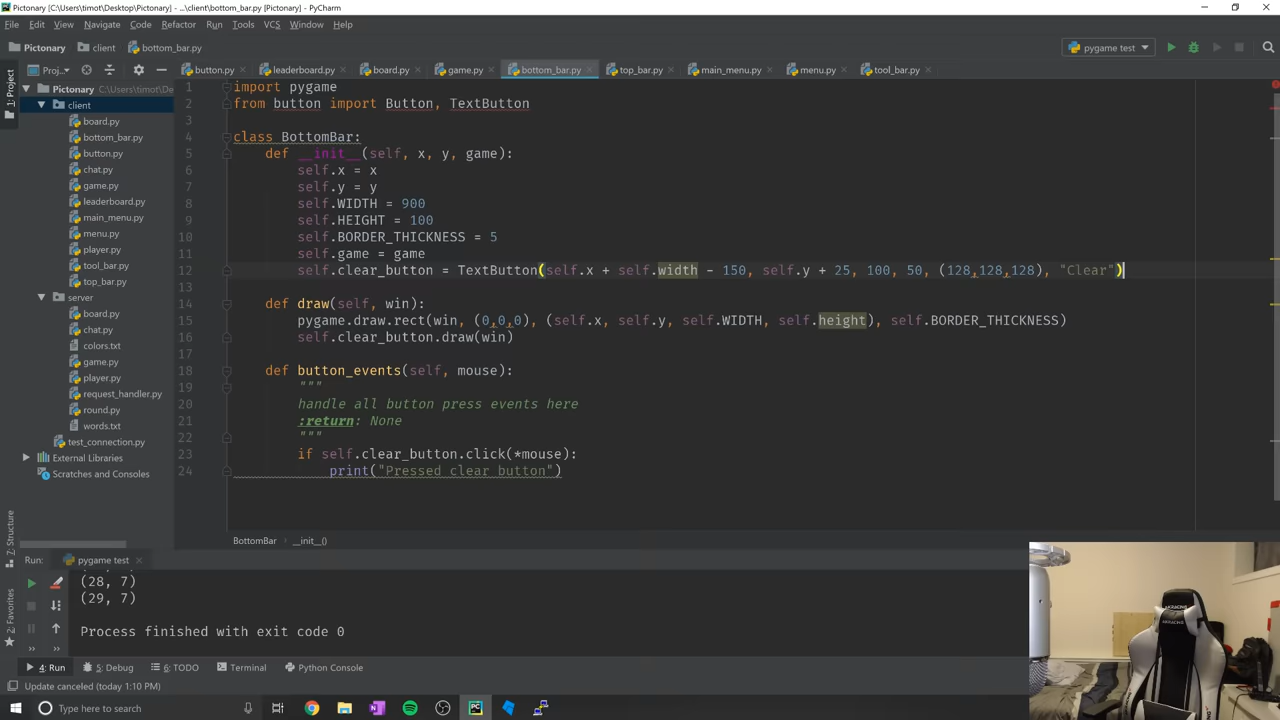 Pictonary [C:\Users\timot\Desktop\Pictonary] - ...\client\bottom_bar.py [Pictonary] - PyCharm
File Edit View Navigate Code Refactor Run Tools VCS Window Help
Pictonary client bottom_bar.py pygame test
Proj... button.py leaderboard.py board.py game.py bottom_bar.py top_bar.py main_menu.py menu.py tool_bar.py
1: Project
Pictonary C:\Users\timot\De
client
board.py
bottom_bar.py
button.py
chat.py
game.py
leaderboard.py
main_menu.py
menu.py
player.py
tool_bar.py
top_bar.py
server
board.py
chat.py
colors.txt
game.py
player.py
request_handler.py
round.py
words.txt
test_connection.py
External Libraries
Scratches and Consoles
1 import pygame
2 from button import Button, TextButton
3
4 class BottomBar:
5 def __init__(self, x, y, game):
6 self.x = x
7 self.y = y
8 self.WIDTH = 900
9 self.HEIGHT = 100
10 self.BORDER_THICKNESS = 5
11 self.game = game
12 self.clear_button = TextButton(self.x + self.width - 150, self.y + 25, 100, 50, (128,128,128), "Clear")
13
14 def draw(self, win):
15 pygame.draw.rect(win, (0,0,0), (self.x, self.y, self.WIDTH, self.height), self.BORDER_THICKNESS)
16 self.clear_button.draw(win)
17
18 def button_events(self, mouse):
19 """
20 handle all button press events here
21 :return: None
22 """
23 if self.clear_button.click(*mouse):
24 print("Pressed clear button")
BottomBar __init__()
Z: Structure
2: Favorites
Run: pygame test
(28, 7)
(29, 7)
Process finished with exit code 0
4: Run 5: Debug 6: TODO Terminal Python Console
Update canceled (today 1:10 PM)
Type here to search
AKRACING